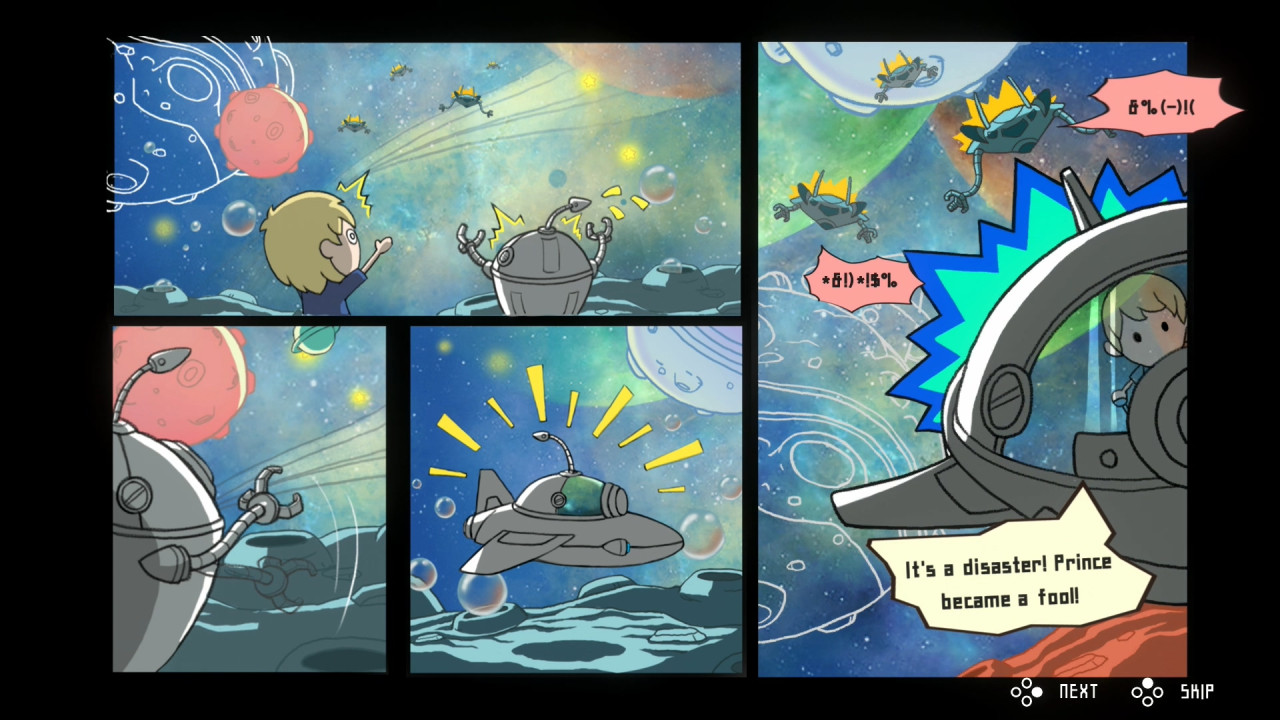 &%(-)!(
*&!)*!$%
It's a disaster! Prince
became a fool!
NEXT
SKIP